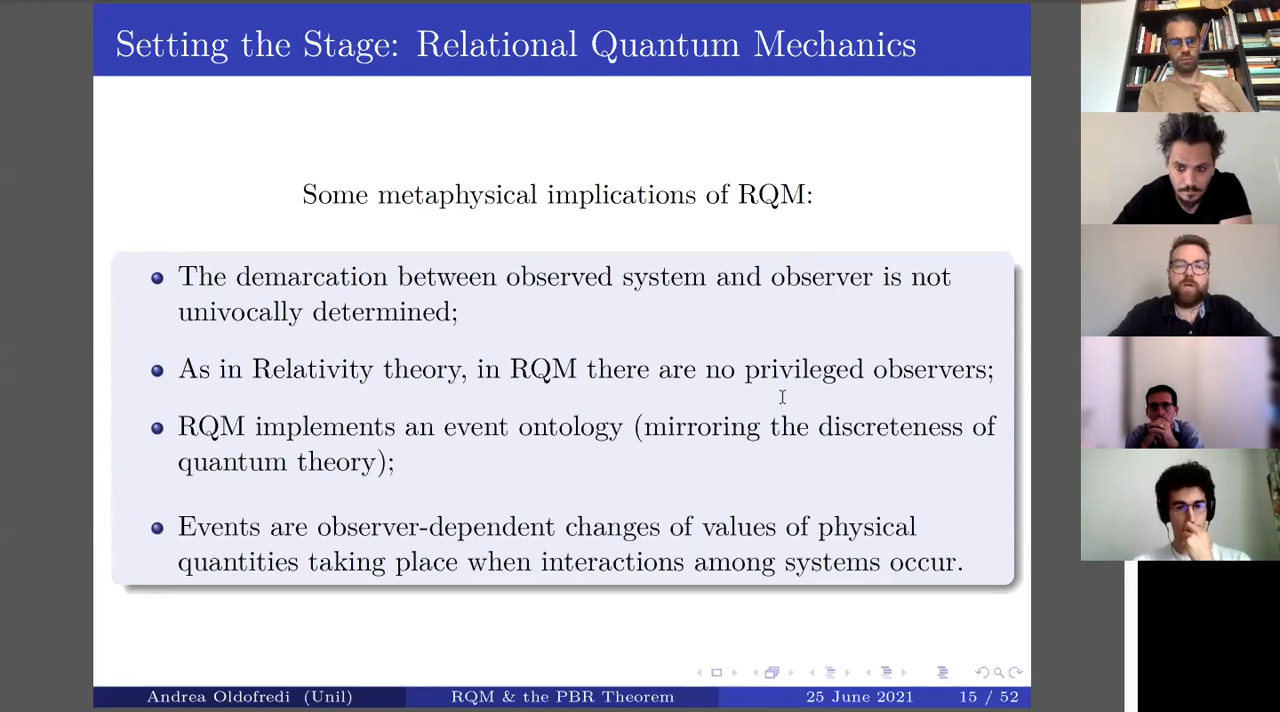 Setting the Stage: Relational Quantum Mechanics
Some metaphysical implications of RQM:
The demarcation between observed system and observer is not
univocally determined;
As in Relativity theory, in RQM there are no privileged observers;
RQM implements an event ontology (mirroring the discreteness of
quantum theory);
Events are observer-dependent changes of values of physical
quantities taking place when interactions among systems occur.
Andrea Oldofredi (Unil) RQM & the PBR Theorem 25 June 2021 15 / 52